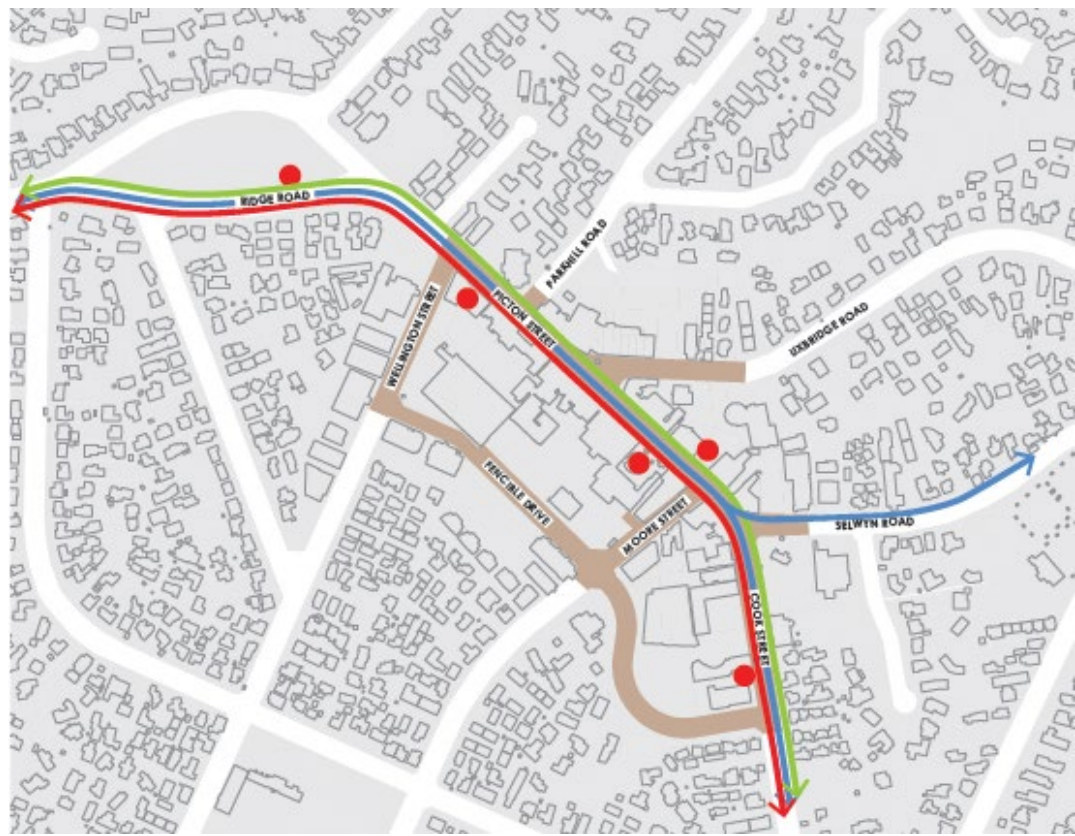 RIDGE ROAD
PARKHILL ROAD
WELLINGTON STREET
PICTON STREET
UXBRIDGE ROAD
FENCIBLE DRIVE
MOORE STREET
SELWYN ROAD
COOK STREET